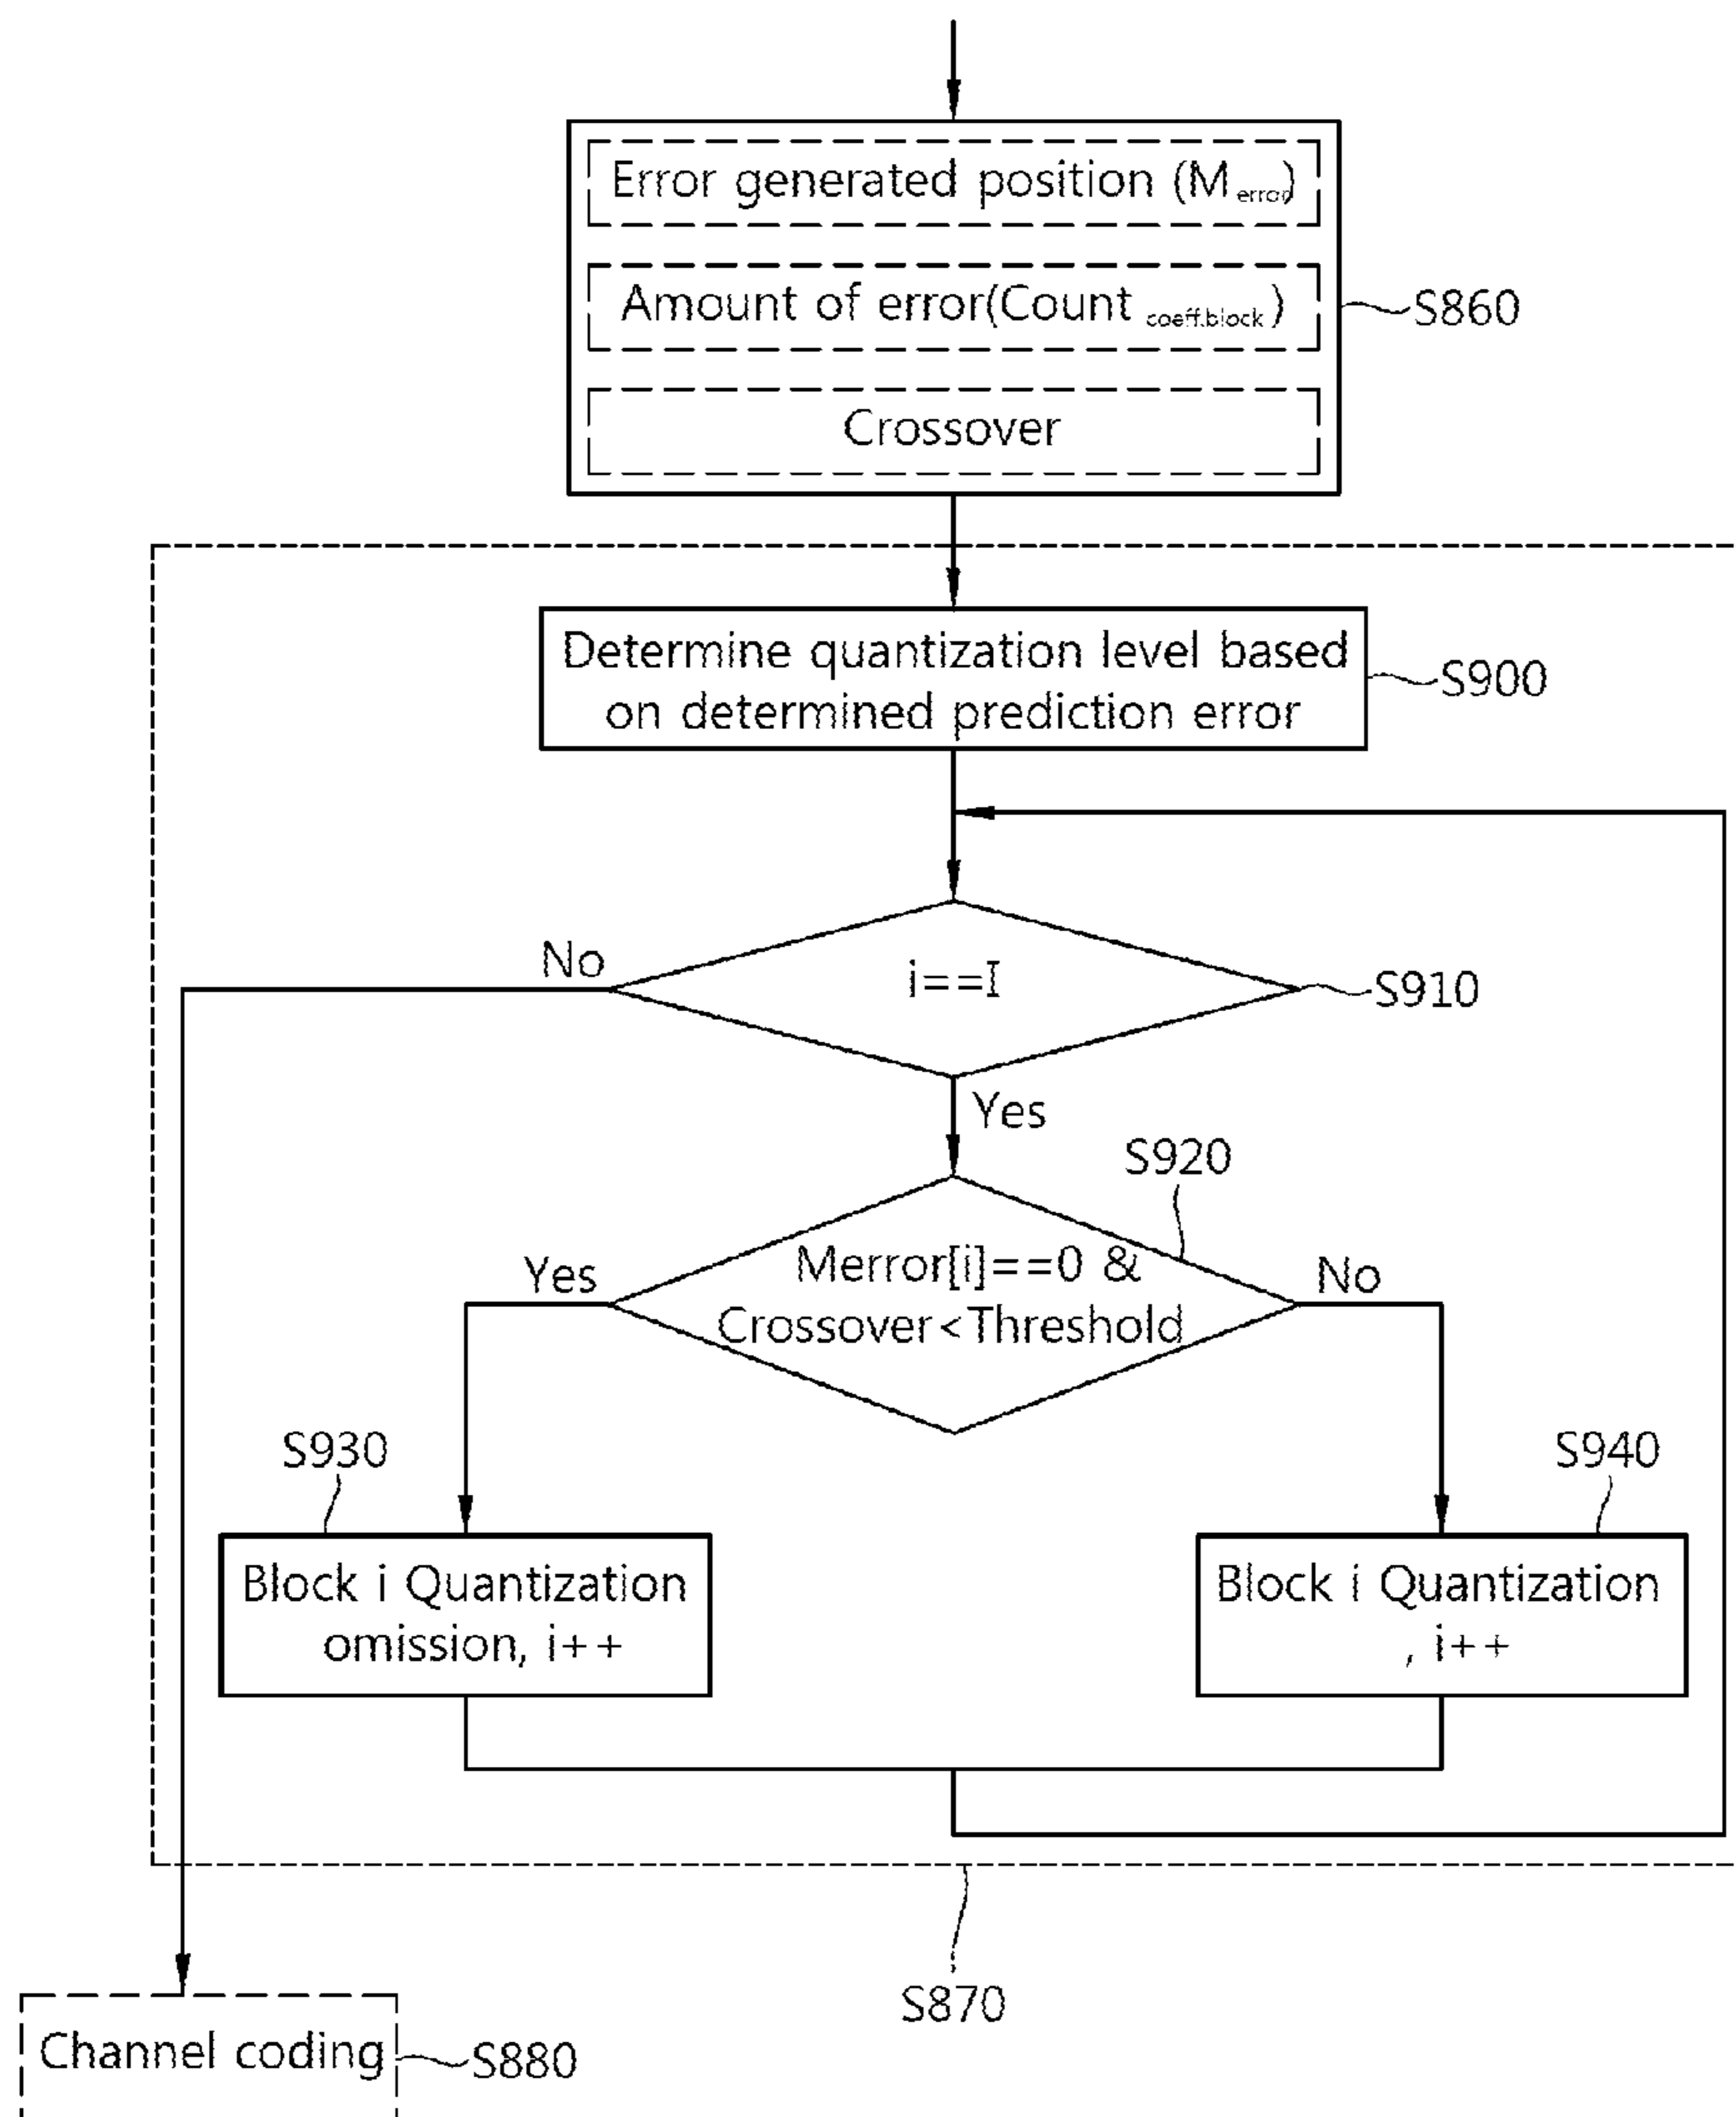 Error generated position (M error)
Amount of error(Count coeff.block)
S860
Crossover
Determine quantization level based
on determined prediction error
S900
No
i==I
S910
Yes
S920
Yes
Merror[i]==0 &
Crossover<Threshold
No
S930
S940
Block i Quantization
omission, i++
Block i Quantization
, i++
S870
Channel coding
S880